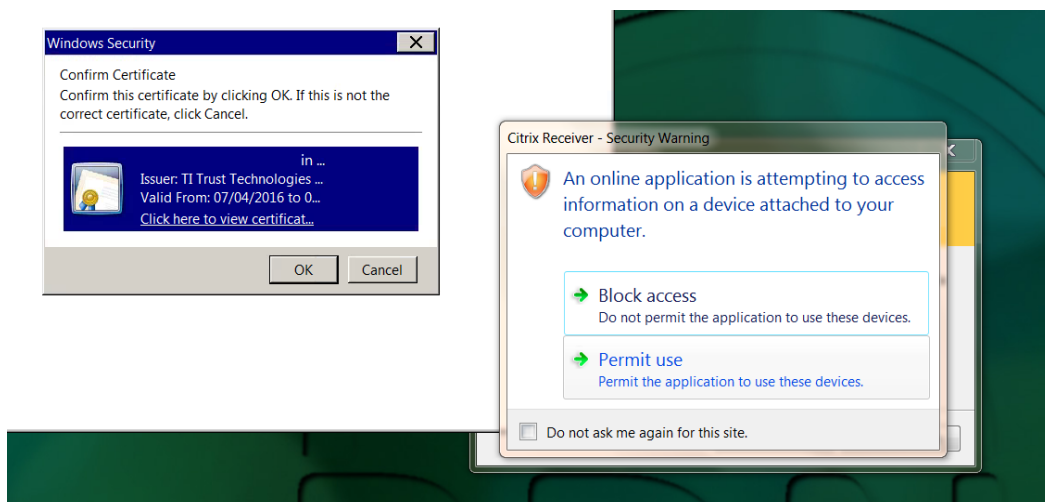 Windows Security
Confirm Certificate
Confirm this certificate by clicking OK. If this is not the
correct certificate, click Cancel.
in ...
Issuer: TI Trust Technologies ...
Valid From: 07/04/2016 to 0...
Click here to view certificat...
OK
Cancel
Citrix Receiver - Security Warning
An online application is attempting to access
information on a device attached to your
computer.
Block access
Do not permit the application to use these devices.
Permit use
Permit the application to use these devices.
Do not ask me again for this site.